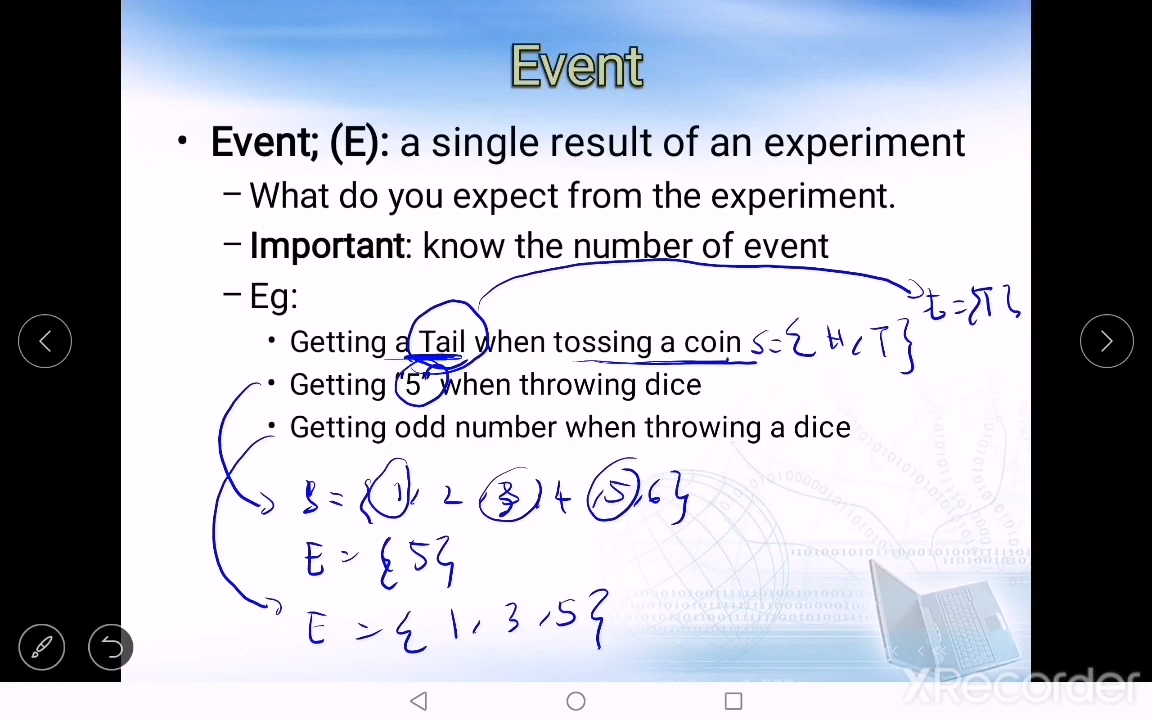 Event
• Event; (E): a single result of an experiment
– What do you expect from the experiment.
– Important: know the number of event
– Eg:
E = {T}
• Getting a Tail when tossing a coin S = { H, T }
• Getting "5" when throwing dice
• Getting odd number when throwing a dice
S = { 1, 2, 3, 4, 5, 6 }
E = { 5 }
E = { 1, 3, 5 }
XRecorder